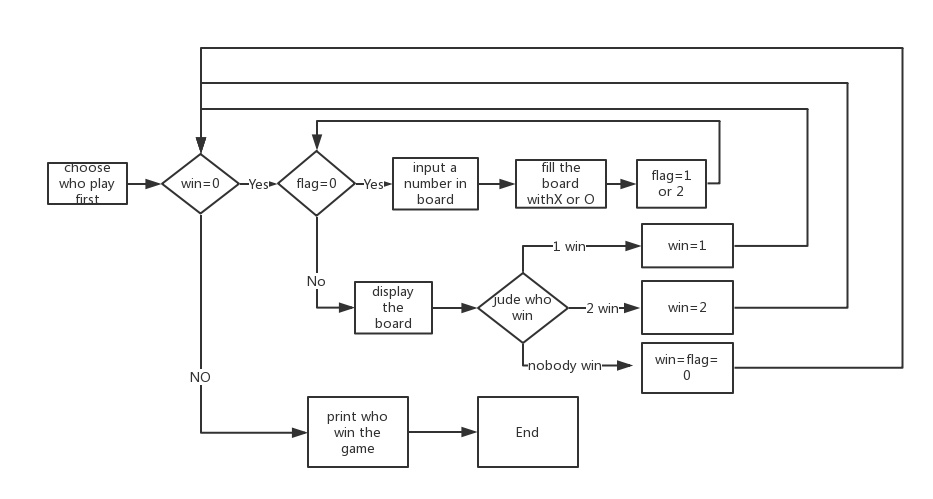 choose
who play
first
win=0
Yes
flag=0
Yes
input a
number in
board
fill the
board
withX or O
flag=1
or 2
No
display
the
board
jude who
win
1 win
win=1
2 win
win=2
nobody win
win=flag=
0
NO
print who
win the
game
End